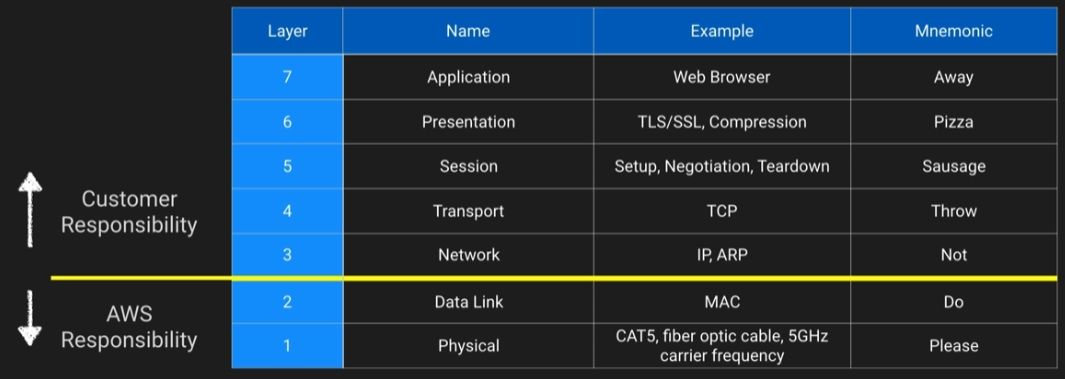 Layer Name Example Mnemonic
7 Application Web Browser Away
6 Presentation TLS/SSL, Compression Pizza
5 Session Setup, Negotiation, Teardown Sausage
Customer
Responsibility
4 Transport TCP Throw
3 Network IP, ARP Not
AWS
Responsibility
2 Data Link MAC Do
1 Physical CAT5, fiber optic cable, 5GHz
carrier frequency Please